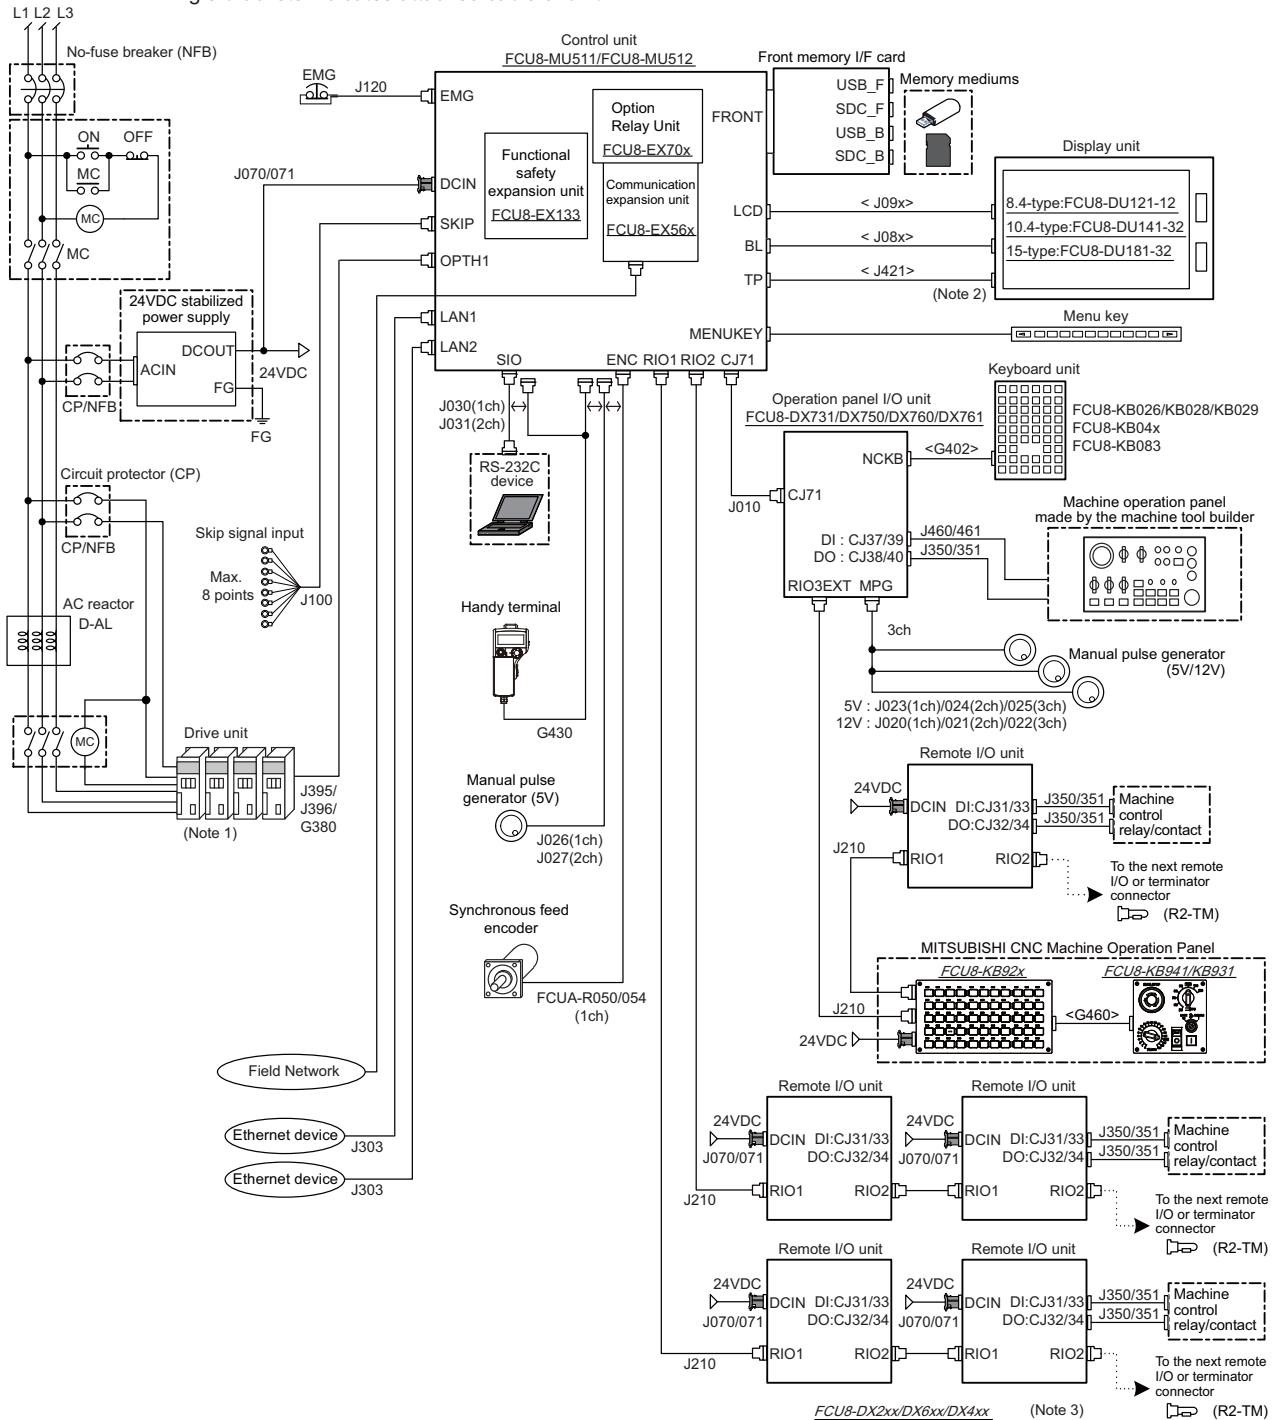 L1 L2 L3
No-fuse breaker (NFB)
ON OFF
MC
MC
MC
EMG
J120
J070/071
Control unit
FCU8-MU511/FCU8-MU512
EMG
DCIN
SKIP
OPTH1
LAN1
LAN2
Functional
safety
expansion unit
FCU8-EX133
Option
Relay Unit
FCU8-EX70x
Communication
expansion unit
FCU8-EX56x
FRONT
LCD
BL
TP
MENUKEY
SIO ENC RIO1 RIO2 CJ71
Front memory I/F card
USB_F
SDC_F
USB_B
SDC_B
Memory mediums
Display unit
8.4-type:FCU8-DU121-12
10.4-type:FCU8-DU141-32
15-type:FCU8-DU181-32
< J09x>
< J08x>
< J421>
(Note 2)
Menu key
24VDC stabilized
power supply
DCOUT
ACIN
FG
24VDC
FG
CP/NFB
Circuit protector (CP)
CP/NFB
Skip signal input
Max.
8 points
J100
AC reactor
D-AL
MC
Drive unit
(Note 1)
J395/
J396/
G380
J030(1ch)
J031(2ch)
RS-232C
device
Handy terminal
G430
Manual pulse
generator (5V)
J026(1ch)
J027(2ch)
Synchronous feed
encoder
FCUA-R050/054
(1ch)
Field Network
Ethernet device
J303
Ethernet device
J303
Operation panel I/O unit
FCU8-DX731/DX750/DX760/DX761
NCKB
CJ71
J010
DI : CJ37/39
DO : CJ38/40
RIO3EXT MPG
<G402>
Keyboard unit
FCU8-KB026/KB028/KB029
FCU8-KB04x
FCU8-KB083
Machine operation panel
made by the machine tool builder
J460/461
J350/351
3ch
Manual pulse generator
(5V/12V)
5V : J023(1ch)/024(2ch)/025(3ch)
12V : J020(1ch)/021(2ch)/022(3ch)
Remote I/O unit
24VDC
DCIN DI:CJ31/33
DO:CJ32/34
J350/351
J350/351
Machine
control
relay/contact
J210
RIO1 RIO2
To the next remote
I/O or terminator
connector
(R2-TM)
MITSUBISHI CNC Machine Operation Panel
FCU8-KB92x
FCU8-KB941/KB931
J210
<G460>
24VDC
Remote I/O unit
Remote I/O unit
24VDC
DCIN DI:CJ31/33
DO:CJ32/34
J070/071
24VDC
DCIN DI:CJ31/33
DO:CJ32/34
J070/071
J350/351
J350/351
Machine
control
relay/contact
J210
RIO1 RIO2
RIO1 RIO2
To the next remote
I/O or terminator
connector
(R2-TM)
Remote I/O unit
Remote I/O unit
24VDC
DCIN DI:CJ31/33
DO:CJ32/34
J070/071
24VDC
DCIN DI:CJ31/33
DO:CJ32/34
J070/071
J350/351
J350/351
Machine
control
relay/contact
J210
RIO1 RIO2
RIO1 RIO2
To the next remote
I/O or terminator
connector
(R2-TM)
FCU8-DX2xx/DX6xx/DX4xx
(Note 3)